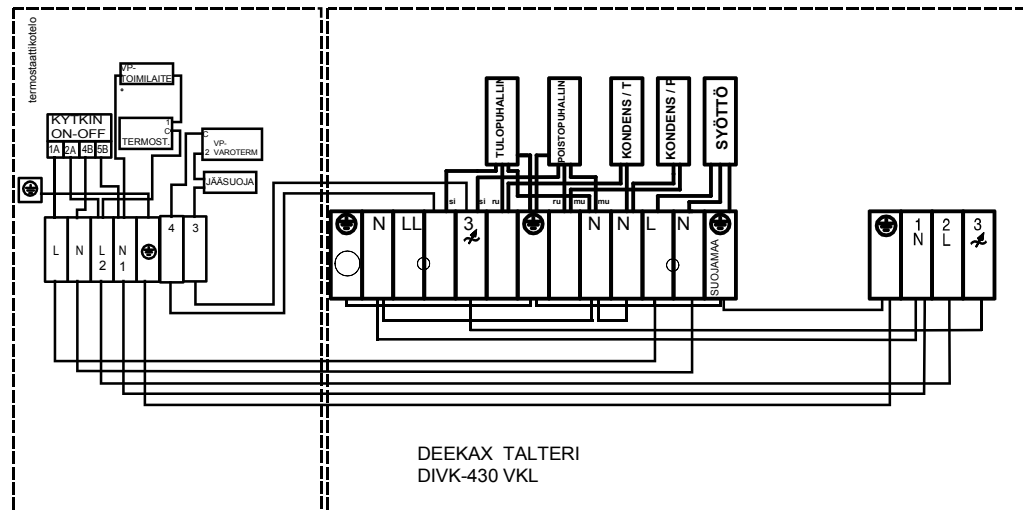 termostaattikotelo
VP-
TOIMILAITE
*
KYTKIN
ON-OFF
1A 2A 4B 5B
1
C
TERMOST.
C
VP-
2 VAROTERM
JÄÄSUOJA
L N L2 N1 4 3
TULOPUHALLIN
POISTOPUHALLIN
KONDENS / T
KONDENS / P
SYÖTTÖ
si si ru ru mu mu
N LL 3 N N L N SUOJAMAA
1 2 3
N L
DEEKAX TALTERI
DIVK-430 VKL